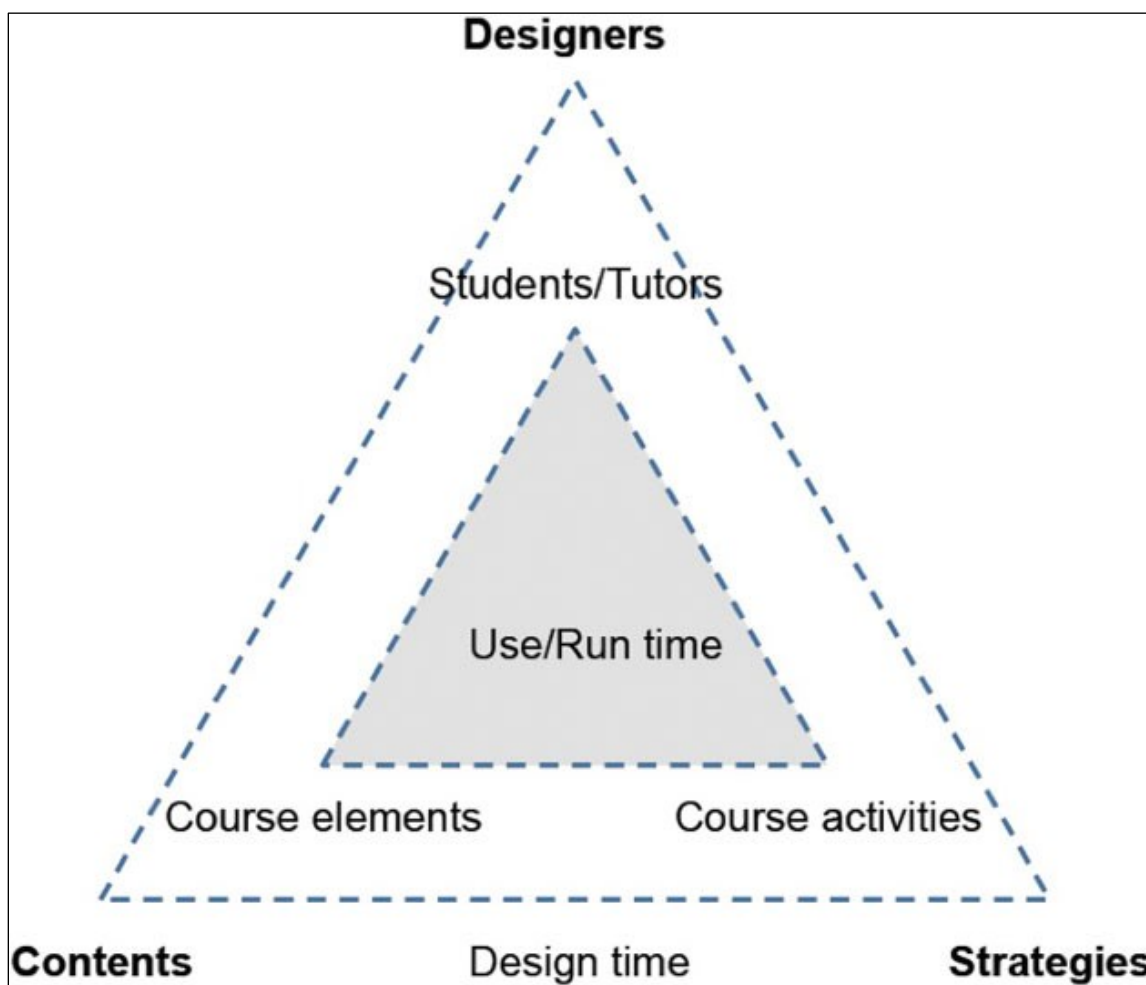 Designers
Students/Tutors
Use/Run time
Course elements Course activities
Contents Design time Strategies